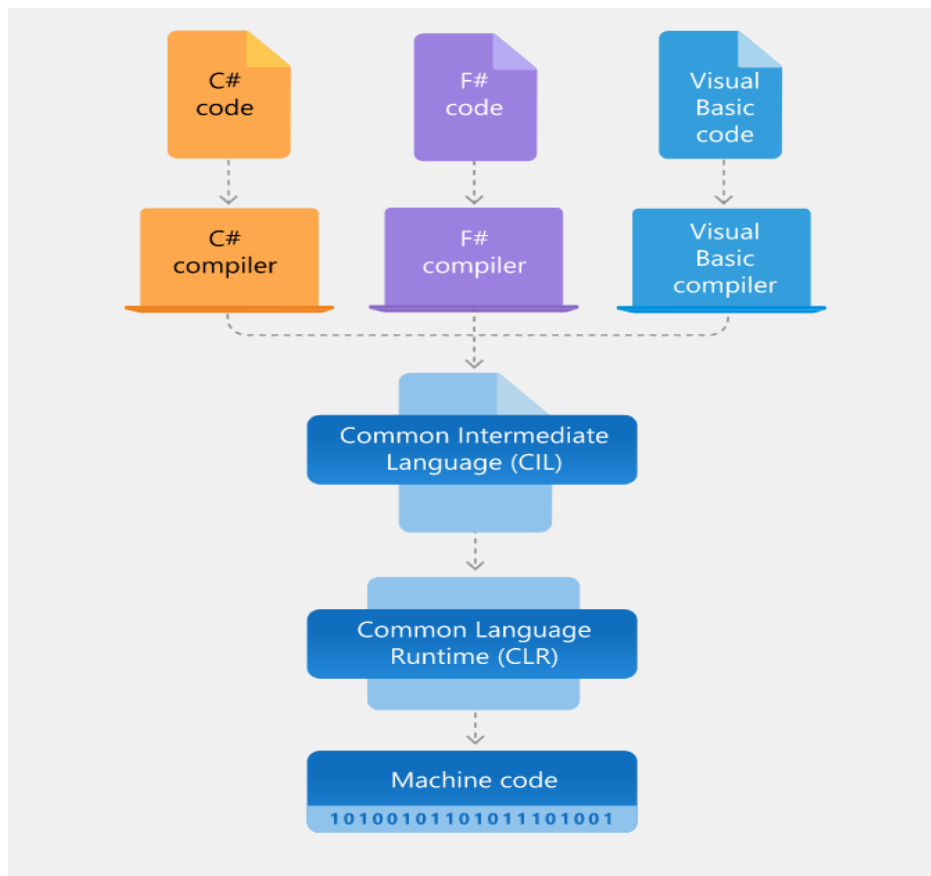 C#
code
F#
code
Visual
Basic
code
C#
compiler
F#
compiler
Visual
Basic
compiler
Common Intermediate
Language (CIL)
Common Language
Runtime (CLR)
Machine code
101001011010111101001